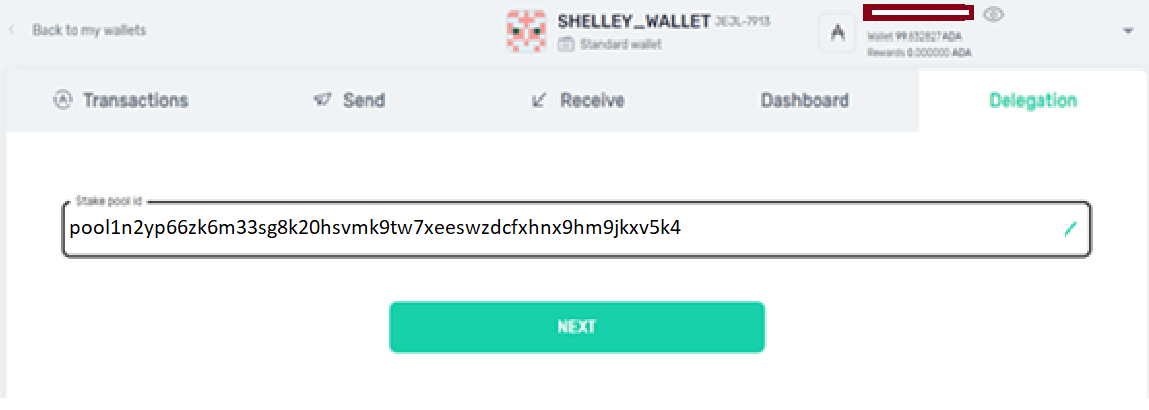 Back to my wallets
SHELLEY_WALLET JEJL-7913
Standard wallet
Wallet 99.832827 ADA
Rewards 0.000000 ADA
Transactions
Send
Receive
Dashboard
Delegation
Stake pool id
pool1n2yp66zk6m33sg8k20hsvmk9tw7xeeswzdcfxhnx9hm9jkxv5k4
NEXT